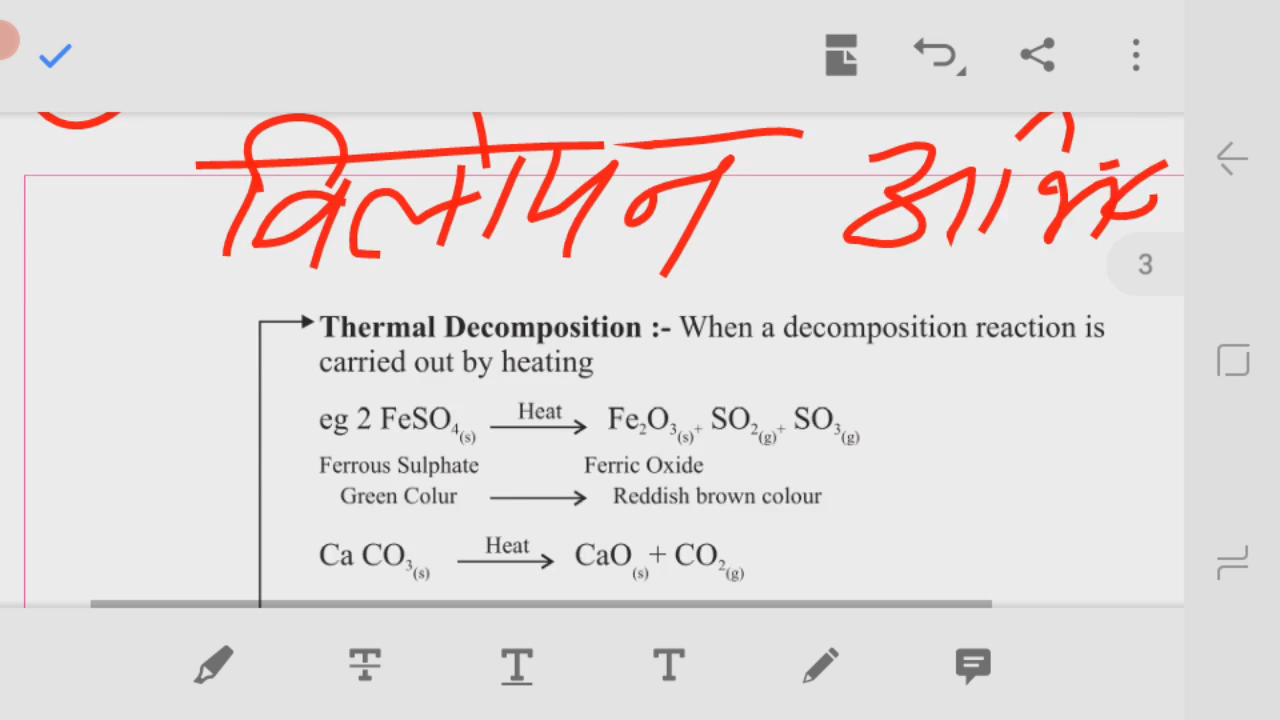 विलोपन
3
Thermal Decomposition :- When a decomposition reaction is
carried out by heating
eg 2 FeSO₄(s) Heat ⟶ Fe₂O₃(s)+ SO₂(g)+ SO₃(g)
Ferrous Sulphate Ferric Oxide
Green Colur ⟶ Reddish brown colour
Ca CO₃(s) Heat ⟶ CaO(s) + CO₂(g)